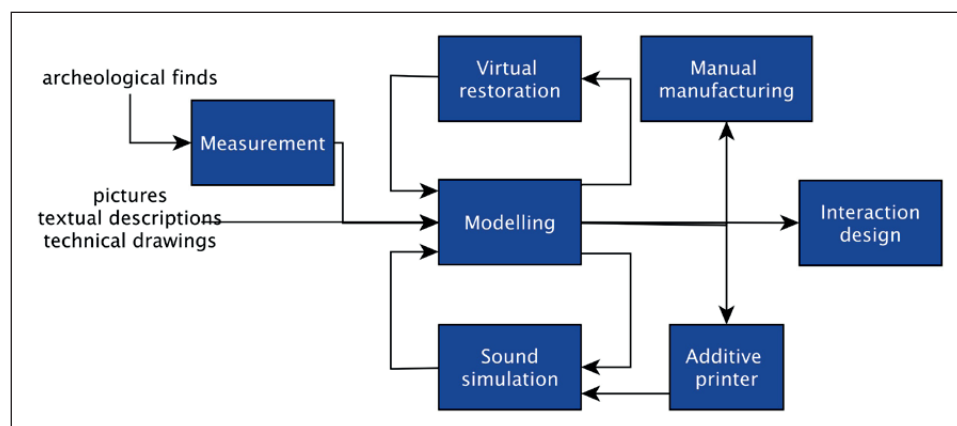 archeological finds
Measurement
pictures
textual descriptions
technical drawings
Virtual
restoration
Modelling
Sound
simulation
Manual
manufacturing
Interaction
design
Additive
printer